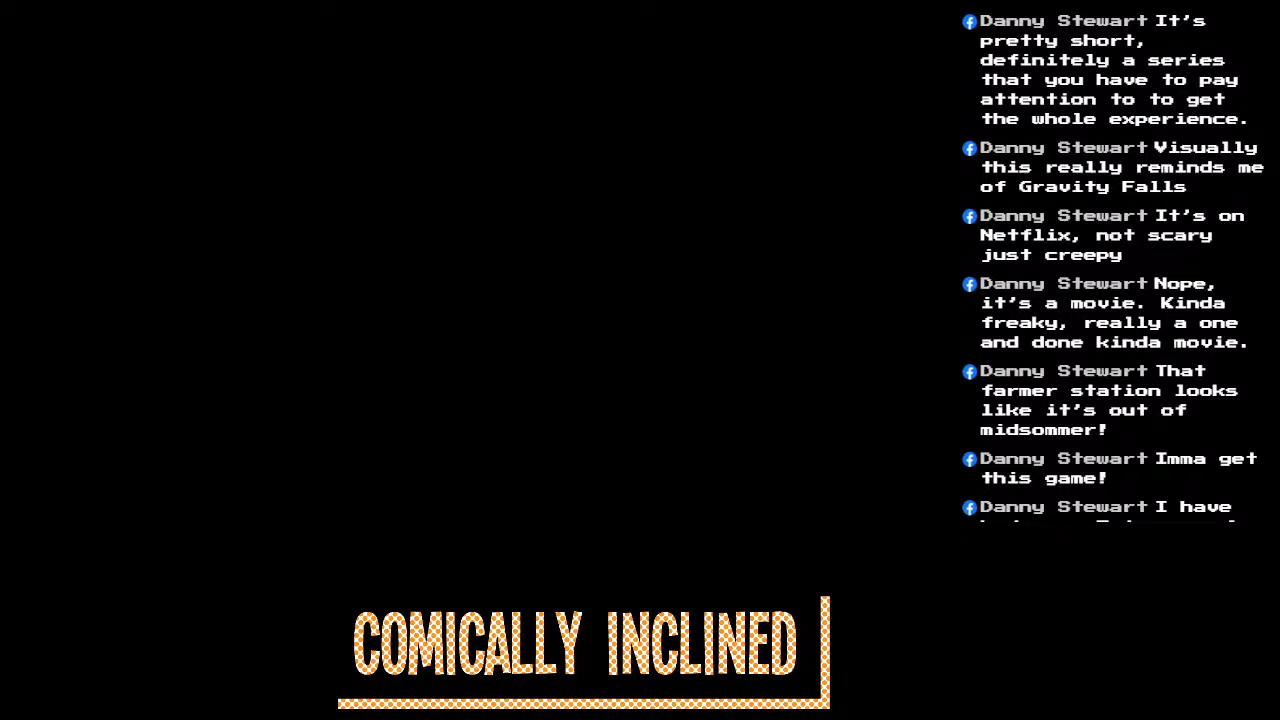 Danny Stewart It's
pretty short,
definitely a series
that you have to pay
attention to to get
the whole experience.
Danny Stewart Visually
this really reminds me
of Gravity Falls
Danny Stewart It's on
Netflix, not scary
just creepy
Danny Stewart Nope,
it's a movie. Kinda
freaky, really a one
and done kinda movie.
Danny Stewart That
farmer station looks
like it's out of
midsommer!
Danny Stewart Imma get
this game!
Danny Stewart I have
COMICALLY INCLINED